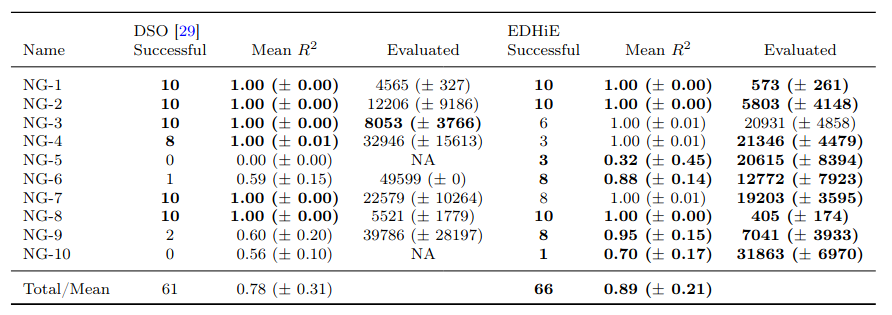 DSO [29] EDHiE
Name Successful Mean R² Evaluated Successful Mean R² Evaluated
NG-1 10 1.00 (± 0.00) 4565 (± 327) 10 1.00 (± 0.00) 573 (± 261)
NG-2 10 1.00 (± 0.00) 12206 (± 9186) 10 1.00 (± 0.00) 5803 (± 4148)
NG-3 10 1.00 (± 0.00) 8053 (± 3766) 6 1.00 (± 0.01) 20931 (± 4858)
NG-4 8 1.00 (± 0.01) 32946 (± 15613) 3 1.00 (± 0.01) 21346 (± 4479)
NG-5 0 0.00 (± 0.00) NA 3 0.32 (± 0.45) 20615 (± 8394)
NG-6 1 0.59 (± 0.15) 49599 (± 0) 8 0.88 (± 0.14) 12772 (± 7923)
NG-7 10 1.00 (± 0.00) 22579 (± 10264) 8 1.00 (± 0.01) 19203 (± 3595)
NG-8 10 1.00 (± 0.00) 5521 (± 1779) 10 1.00 (± 0.00) 405 (± 174)
NG-9 2 0.60 (± 0.20) 39786 (± 28197) 8 0.95 (± 0.15) 7041 (± 3933)
NG-10 0 0.56 (± 0.10) NA 1 0.70 (± 0.17) 31863 (± 6970)
Total/Mean 61 0.78 (± 0.31) 66 0.89 (± 0.21)